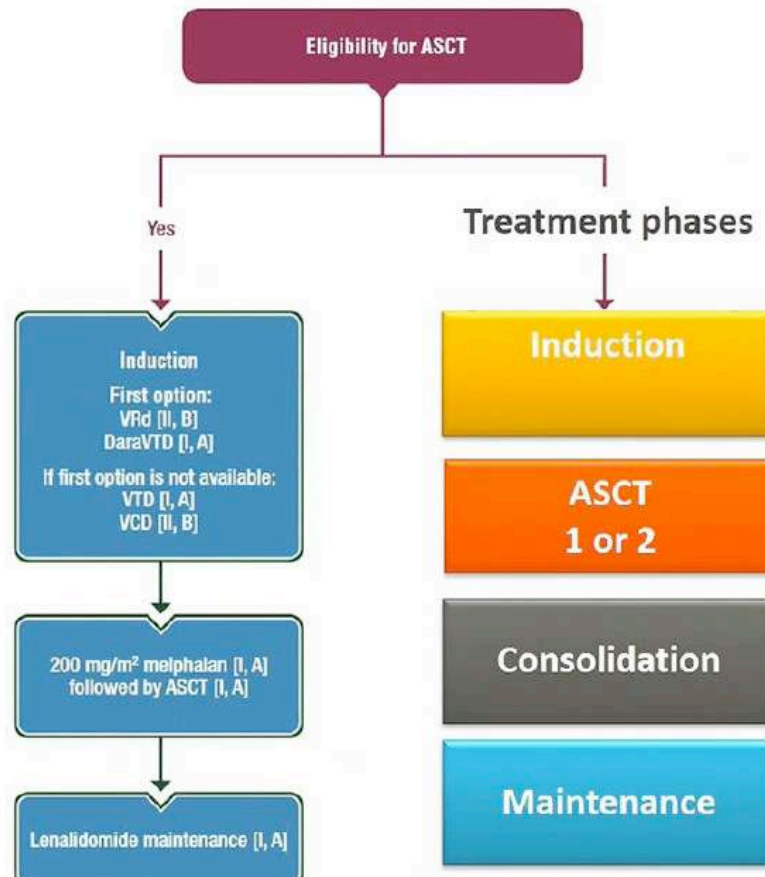 Eligibility for ASCT
Yes
Induction
First option:
VRd [II, B]
DaraVTD [I, A]
If first option is not available:
VTD [I, A]
VCD [II, B]
200 mg/m² melphalan [I, A]
followed by ASCT [I, A]
Lenalidomide maintenance [I, A]
Treatment phases
Induction
ASCT
1 or 2
Consolidation
Maintenance